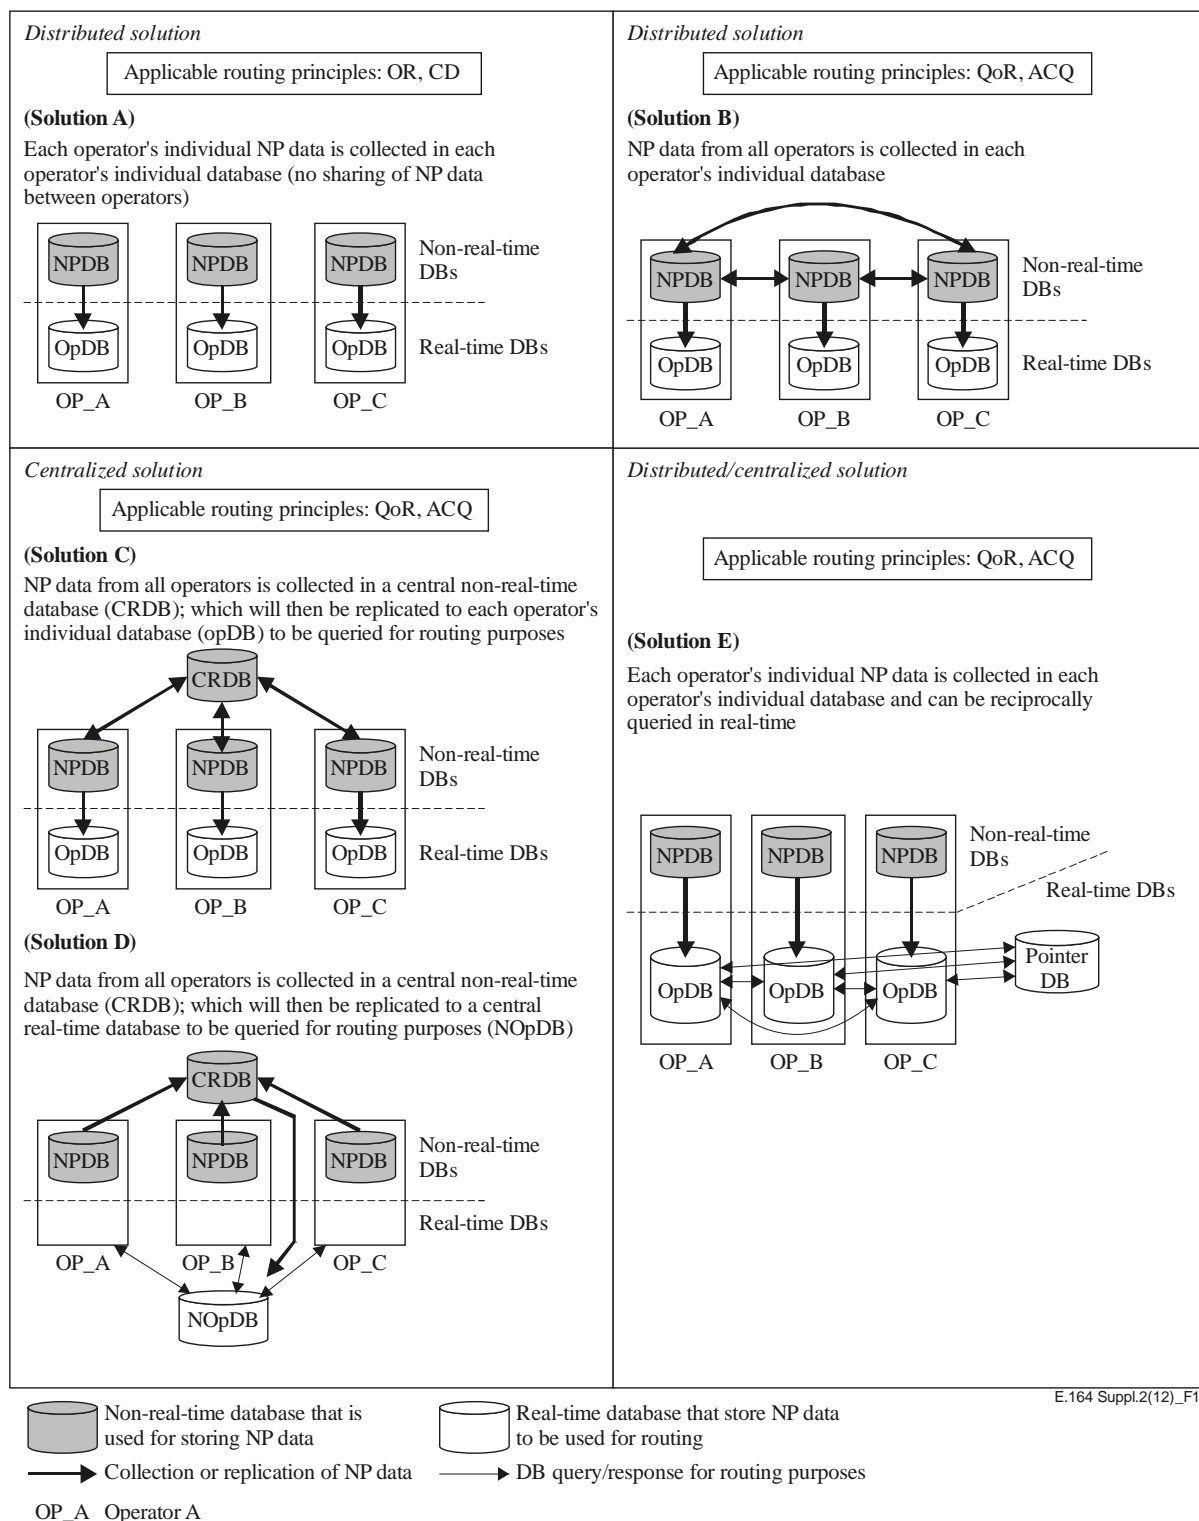 Distributed solution
Applicable routing principles: OR, CD
(Solution A)
Each operator's individual NP data is collected in each
operator's individual database (no sharing of NP data
between operators)
NPDB NPDB NPDB
Non-real-time
DBs
OpDB OpDB OpDB
Real-time DBs
OP_A OP_B OP_C
Distributed solution
Applicable routing principles: QoR, ACQ
(Solution B)
NP data from all operators is collected in each
operator's individual database
NPDB NPDB NPDB
Non-real-time
DBs
OpDB OpDB OpDB
Real-time DBs
OP_A OP_B OP_C
Centralized solution
Applicable routing principles: QoR, ACQ
(Solution C)
NP data from all operators is collected in a central non-real-time
database (CRDB); which will then be replicated to each operator's
individual database (opDB) to be queried for routing purposes
CRDB
NPDB NPDB NPDB
Non-real-time
DBs
OpDB OpDB OpDB
Real-time DBs
OP_A OP_B OP_C
(Solution D)
NP data from all operators is collected in a central non-real-time
database (CRDB); which will then be replicated to a central
real-time database to be queried for routing purposes (NOpDB)
CRDB
NPDB NPDB NPDB
Non-real-time
DBs
Real-time DBs
OP_A OP_B OP_C
NOpDB
Distributed/centralized solution
Applicable routing principles: QoR, ACQ
(Solution E)
Each operator's individual NP data is collected in each
operator's individual database and can be reciprocally
queried in real-time
NPDB NPDB NPDB
Non-real-time
DBs
Real-time DBs
OpDB OpDB OpDB
Pointer
DB
OP_A OP_B OP_C
E.164 Suppl.2(12)_F1
Non-real-time database that is
used for storing NP data
Real-time database that store NP data
to be used for routing
Collection or replication of NP data
DB query/response for routing purposes
OP_A Operator A